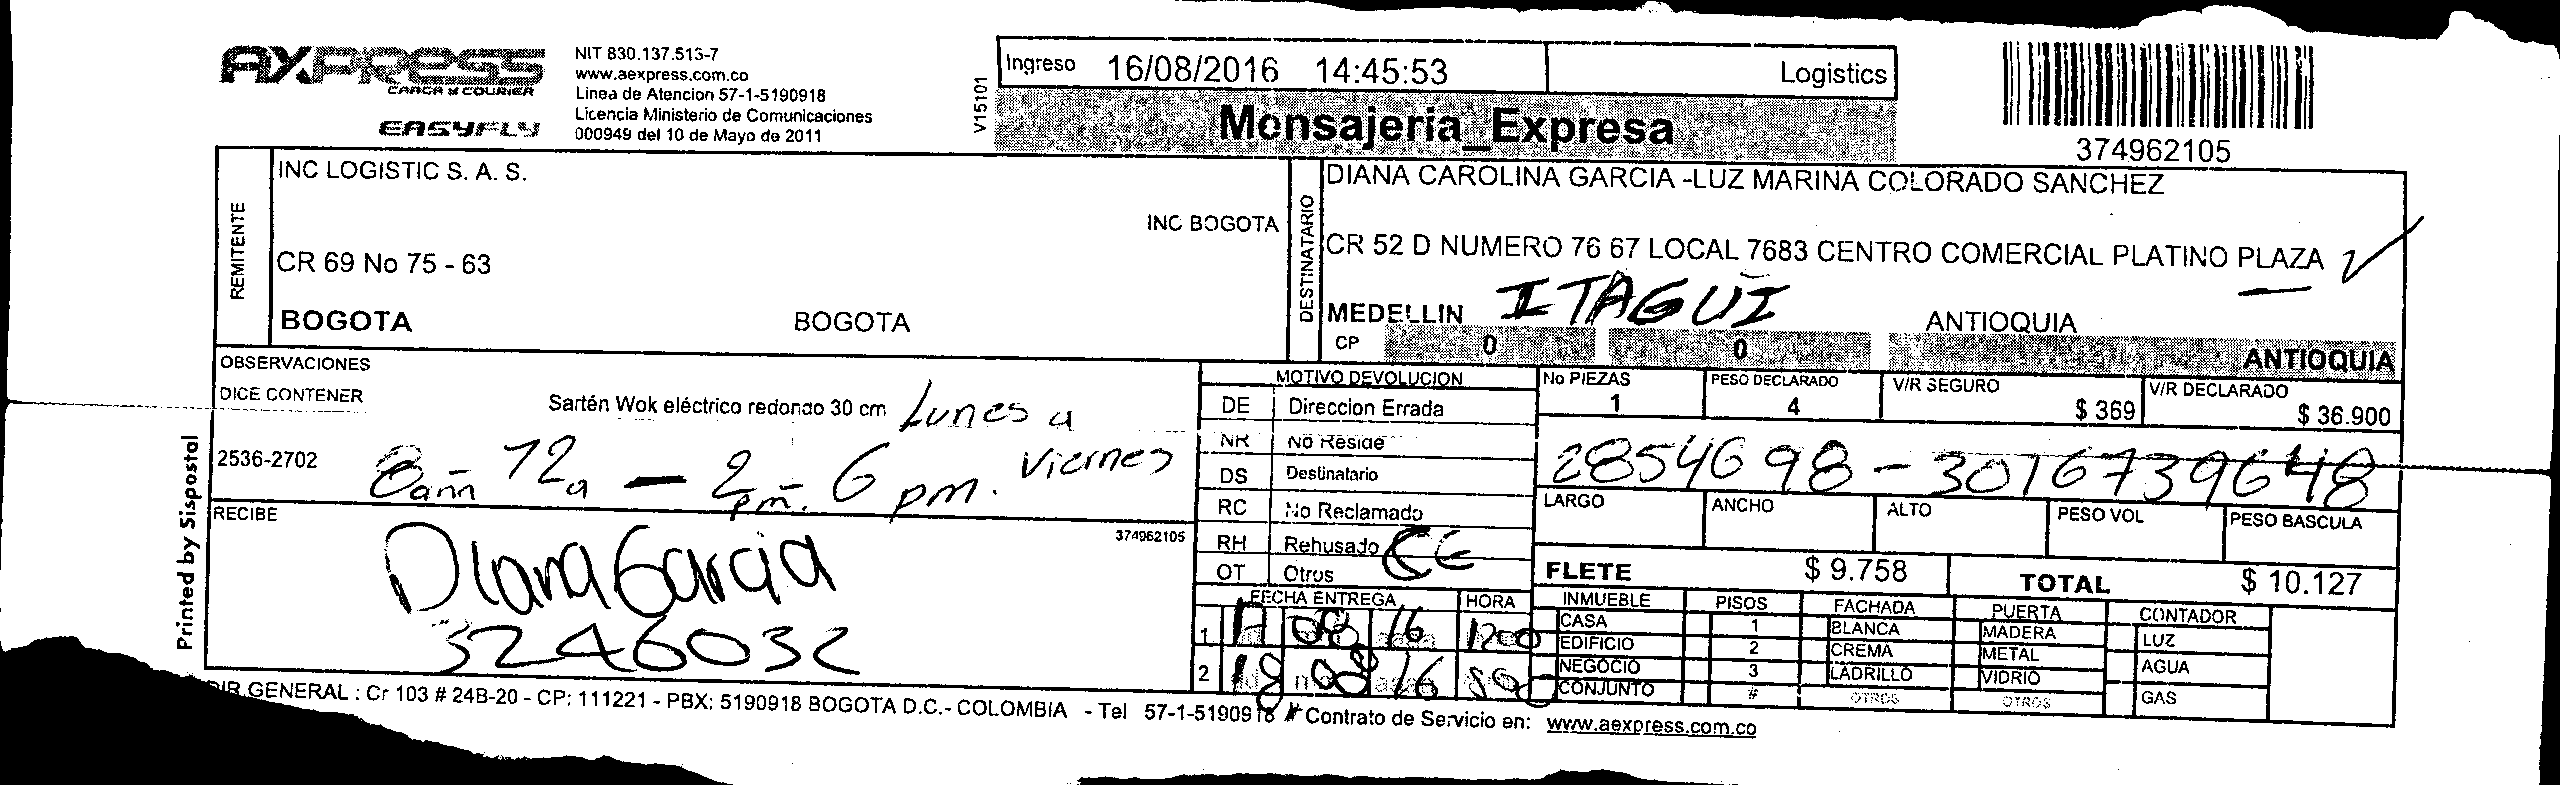 AXPRESS
CARGA Y COURIER
EASYFLY
NIT 830.137.513-7
www.aexpress.com.co
Linea de Atencion 57-1-5190918
Licencia Ministerio de Comunicaciones
000949 del 10 de Mayo de 2011
V15101
Ingreso 16/08/2016 14:45:53 Logistics
Mensajeria_Expresa
374962105
REMITENTE
INC LOGISTIC S. A. S.
INC BOGOTA
CR 69 No 75 - 63
BOGOTA BOGOTA
DESTINATARIO
DIANA CAROLINA GARCIA -LUZ MARINA COLORADO SANCHEZ
CR 52 D NUMERO 76 67 LOCAL 7683 CENTRO COMERCIAL PLATINO PLAZA
MEDELLIN ITAGUI ANTIOQUIA
CP 0 0 ANTIOQUIA
OBSERVACIONES
DICE CONTENER Sartén Wok eléctrico redondo 30 cm Lunes a
Viernes
2536-2702 8am 12a - 2pm. 6 pm.
Printed by Sispostal
RECIBE
374962105
Diana Garcia
3246032
MOTIVO DEVOLUCION
DE Direccion Errada
NR No Reside
DS Destinatario
RC No Reclamado
RH Rehusado
OT Otros
FECHA ENTREGA HORA
1 08 16 1200
2 18 08 16
No PIEZAS PESO DECLARADO V/R SEGURO V/R DECLARADO
1 4 $ 369 $ 36.900
2854698 - 3016739648
LARGO ANCHO ALTO PESO VOL PESO BASCULA
FLETE $ 9.758 TOTAL $ 10.127
INMUEBLE PISOS FACHADA PUERTA CONTADOR
CASA 1 BLANCA MADERA LUZ
EDIFICIO 2 CREMA METAL AGUA
NEGOCIO 3 LADRILLO VIDRIO GAS
CONJUNTO # OTROS OTROS
DIR.GENERAL : Cr 103 # 24B-20 - CP: 111221 - PBX: 5190918 BOGOTA D.C.- COLOMBIA - Tel 57-1-5190918 # Contrato de Servicio en: www.aexpress.com.co